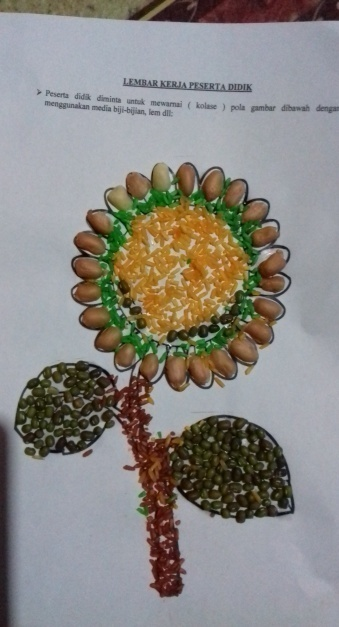 LEMBAR KERJA PESERTA DIDIK
➤ Peserta didik diminta untuk mewarnai ( kolase ) pola gambar dibawah dengan
menggunakan media biji-bijian, lem dll: